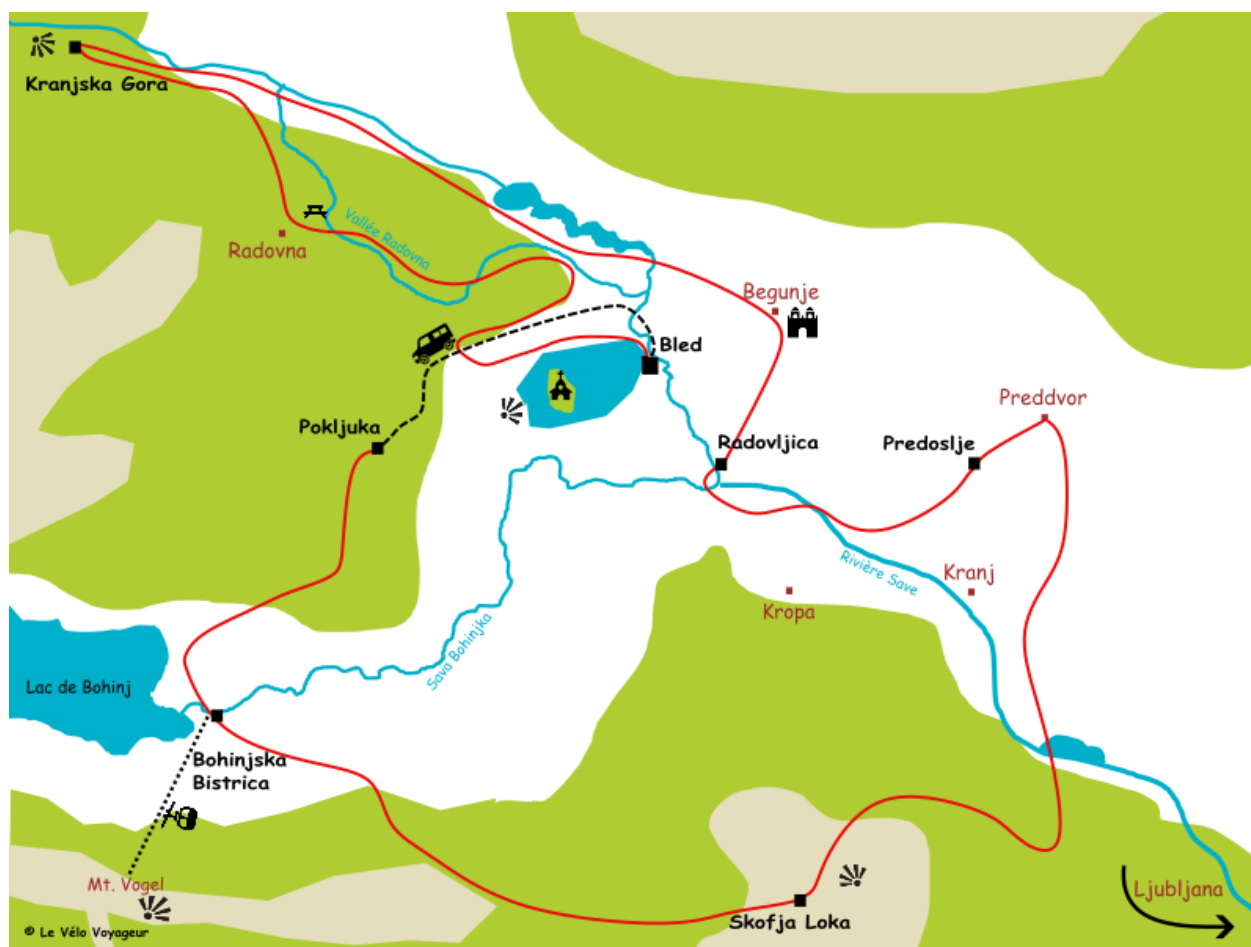 Kranjska Gora
Vallée Radovna
Radovna
Begunje
Bled
Preddvor
Pokljuka
Radovljica
Predoslje
Rivière Save
Kranj
Kropa
Sava Bohinjka
Lac de Bohinj
Bohinjska
Bistrica
Mt. Vogel
Ljubljana
Skofja Loka
© Le Vélo Voyageur